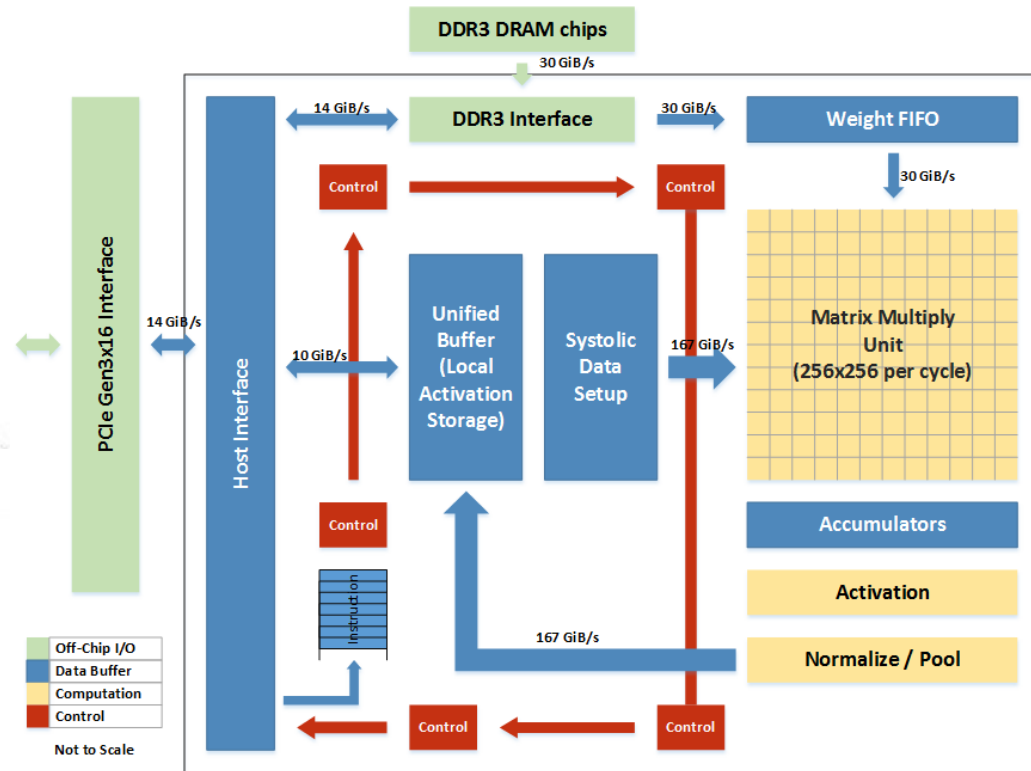 DDR3 DRAM chips
30 GiB/s
14 GiB/s
DDR3 Interface
30 GiB/s
Weight FIFO
30 GiB/s
Control
Control
PCIe Gen3x16 Interface
14 GiB/s
Host Interface
10 GiB/s
Unified
Buffer
(Local
Activation
Storage)
Systolic
Data
Setup
167 GiB/s
Matrix Multiply
Unit
(256x256 per cycle)
Control
Accumulators
Instruction
Activation
167 GiB/s
Normalize / Pool
Off-Chip I/O
Data Buffer
Computation
Control
Not to Scale
Control
Control